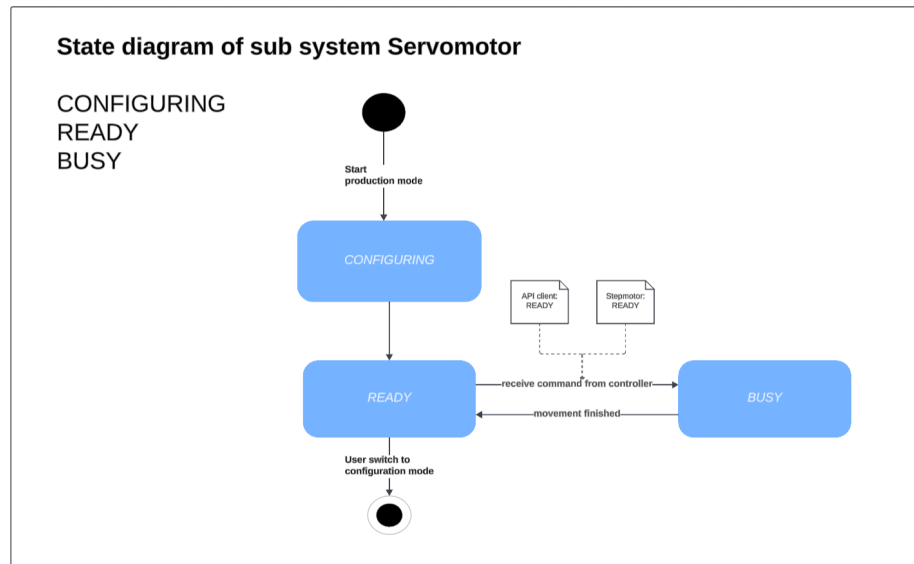 State diagram of sub system Servomotor
CONFIGURING
READY
BUSY
Start
production mode
CONFIGURING
API client:
READY
Stepmotor:
READY
READY
receive command from controller
movement finished
BUSY
User switch to
configuration mode